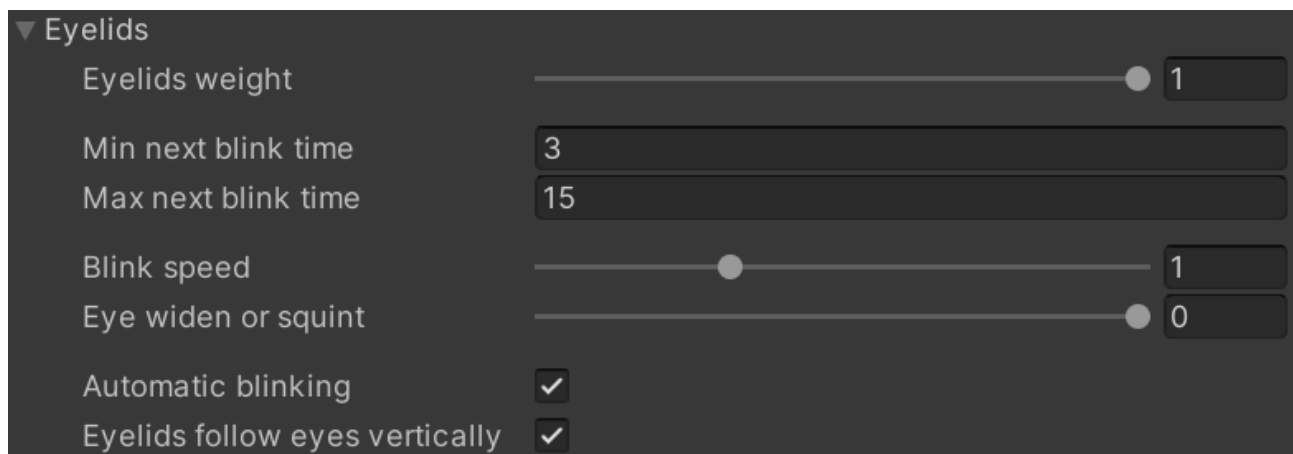 Eyelids
Eyelids weight 1
Min next blink time 3
Max next blink time 15
Blink speed 1
Eye widen or squint 0
Automatic blinking
Eyelids follow eyes vertically